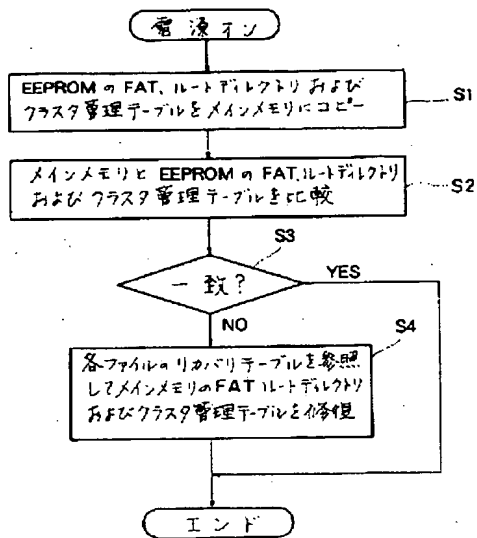 電源オン
EEPROMのFAT、ルートディレクトリおよび
クラスタ管理テーブルをメインメモリにコピー
S1
メインメモリとEEPROMのFAT、ルートディレクトリ
およびクラスタ管理テーブルを比較
S2
S3
一致?
YES
NO
S4
各ファイルのリカバリテーブルを参照
してメインメモリのFAT ルートディレクトリ
およびクラスタ管理テーブルを修復
エンド